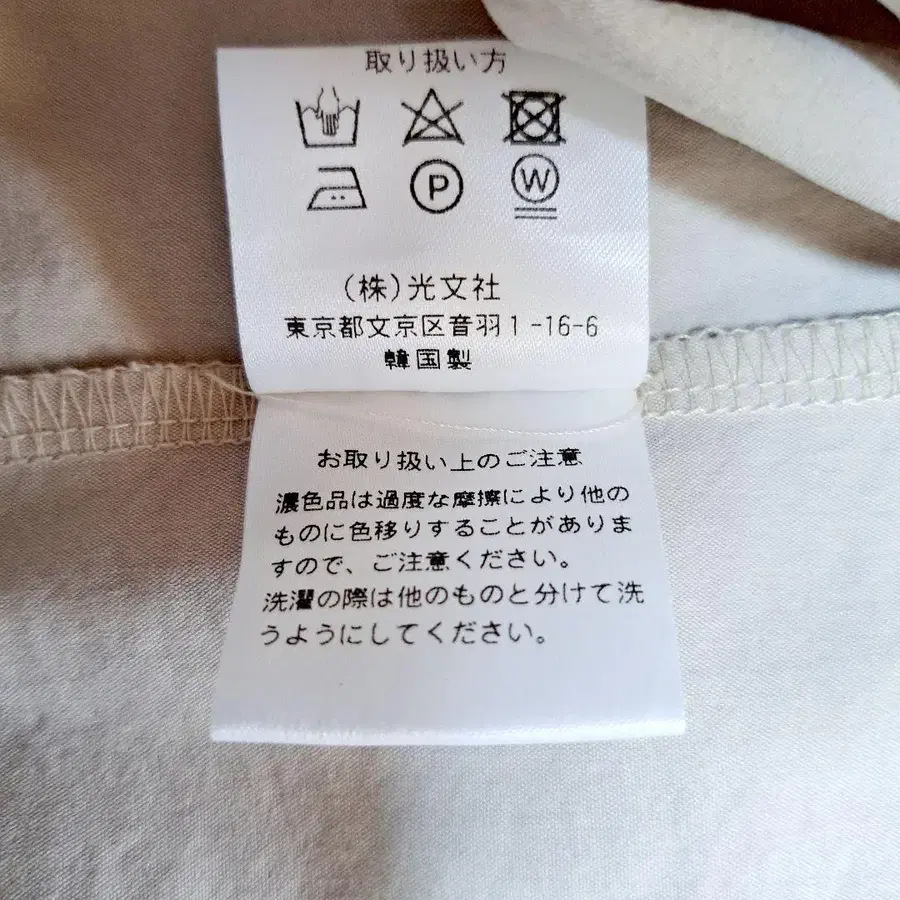 取り扱い方
P
W
(株)光文社
東京都文京区音羽1-16-6
韓国製
お取り扱い上のご注意
濃色品は過度な摩擦により他の
ものに色移りすることがありま
すので、ご注意ください。
洗濯の際は他のものと分けて洗
うようにしてください。